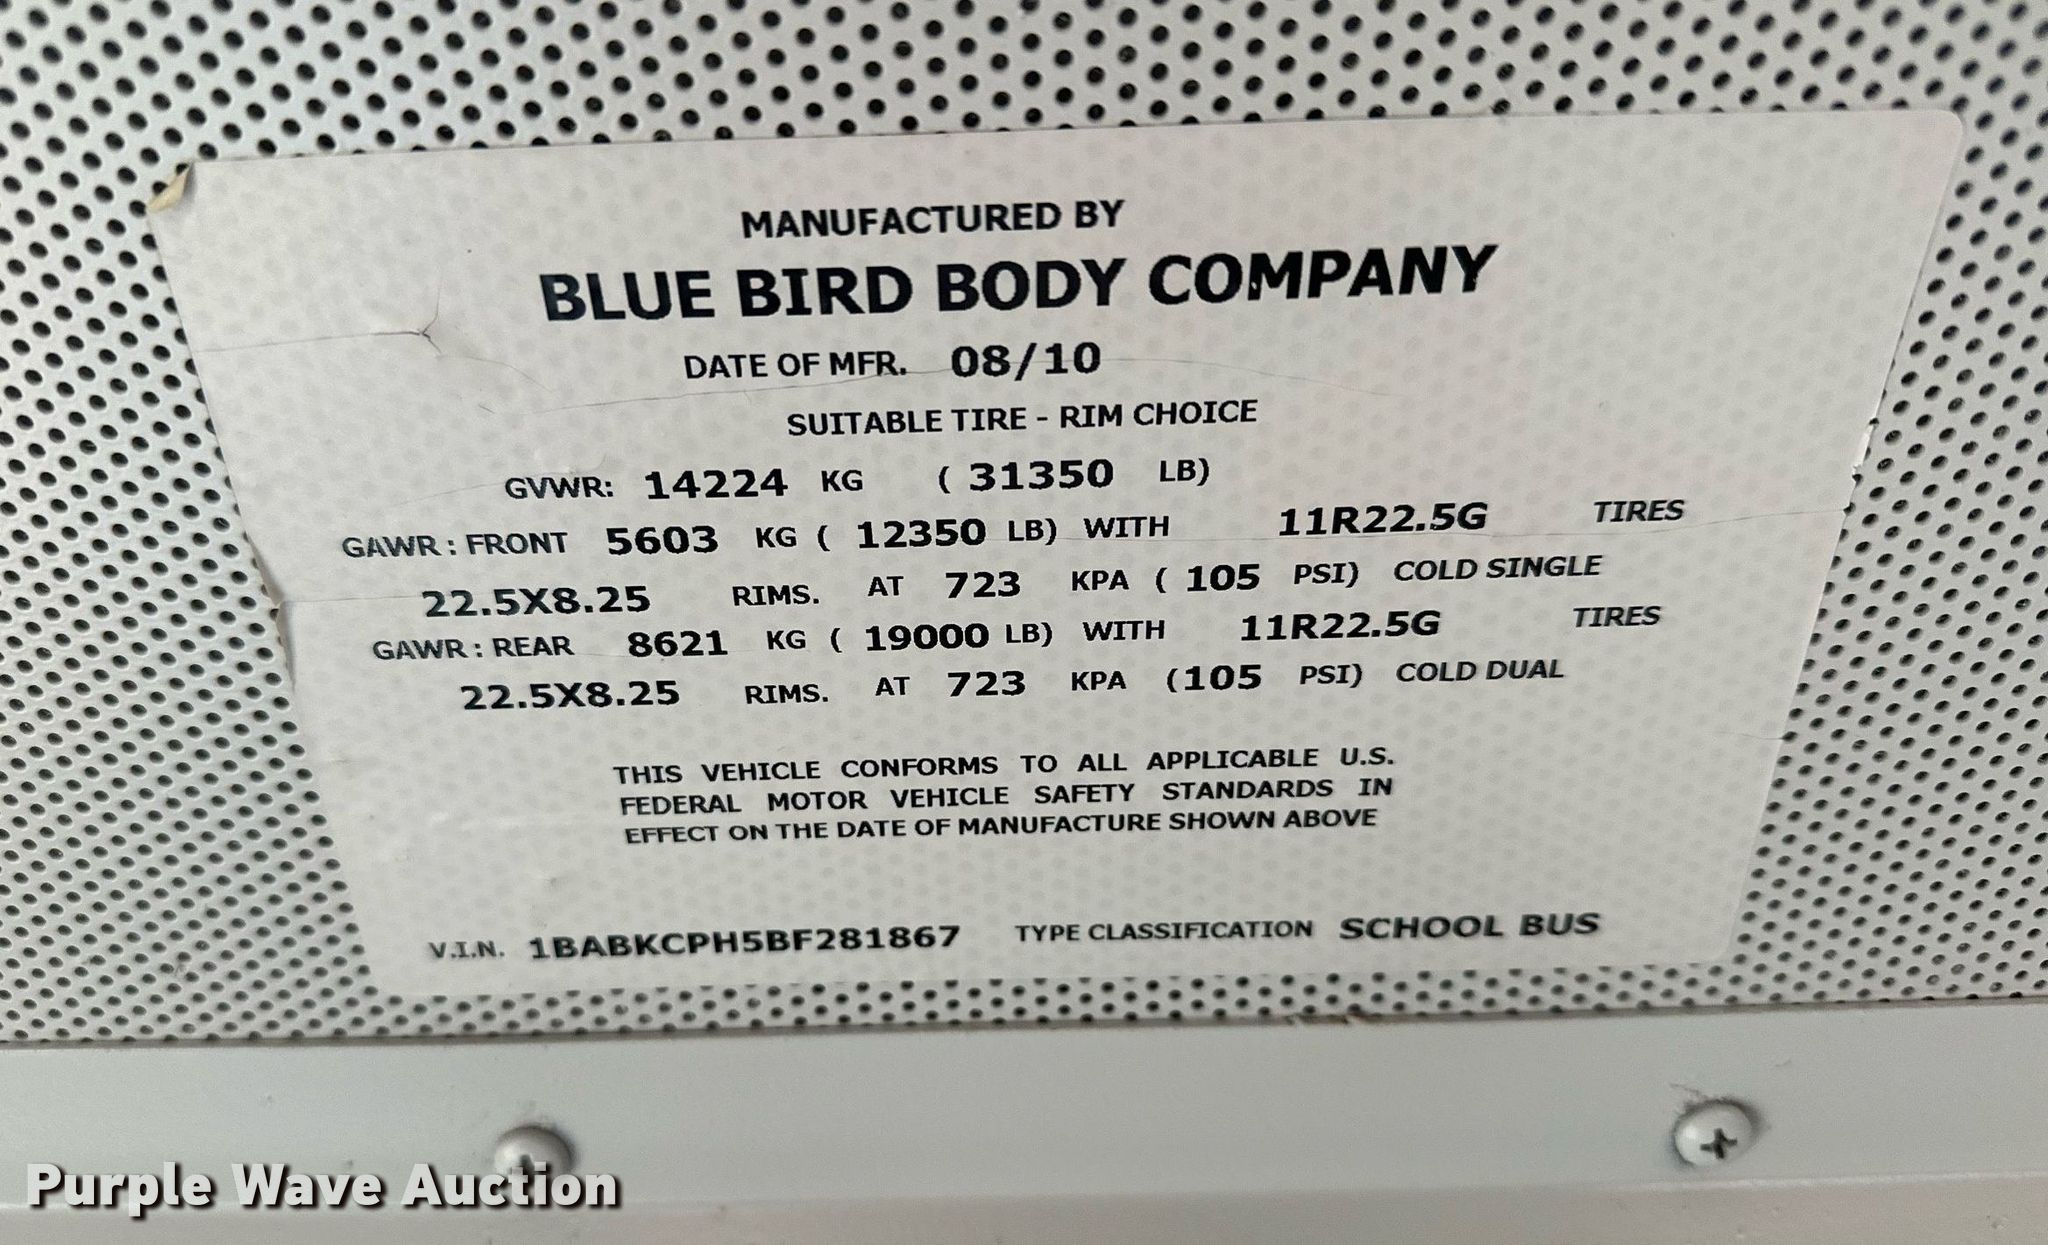 MANUFACTURED BY
BLUE BIRD BODY COMPANY
DATE OF MFR. 08/10
SUITABLE TIRE - RIM CHOICE
GVWR: 14224 KG ( 31350 LB)
GAWR : FRONT 5603 KG ( 12350 LB) WITH 11R22.5G TIRES
22.5X8.25 RIMS. AT 723 KPA ( 105 PSI) COLD SINGLE
GAWR : REAR 8621 KG ( 19000 LB) WITH 11R22.5G TIRES
22.5X8.25 RIMS. AT 723 KPA (105 PSI) COLD DUAL
THIS VEHICLE CONFORMS TO ALL APPLICABLE U.S.
FEDERAL MOTOR VEHICLE SAFETY STANDARDS IN
EFFECT ON THE DATE OF MANUFACTURE SHOWN ABOVE
V.I.N. 1BABKCPH5BF281867 TYPE CLASSIFICATION SCHOOL BUS
Purple Wave Auction